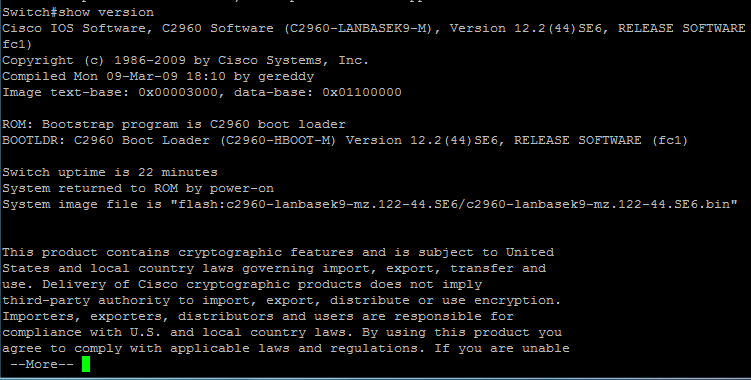 Switch#show version
Cisco IOS Software, C2960 Software (C2960-LANBASEK9-M), Version 12.2(44)SE6, RELEASE SOFTWARE
fc1)
Copyright (c) 1986-2009 by Cisco Systems, Inc.
Compiled Mon 09-Mar-09 18:10 by gereddy
Image text-base: 0x00003000, data-base: 0x01100000
ROM: Bootstrap program is C2960 boot loader
BOOTLDR: C2960 Boot Loader (C2960-HBOOT-M) Version 12.2(44)SE6, RELEASE SOFTWARE (fc1)
Switch uptime is 22 minutes
System returned to ROM by power-on
System image file is "flash:c2960-lanbasek9-mz.122-44.SE6/c2960-lanbasek9-mz.122-44.SE6.bin"
This product contains cryptographic features and is subject to United
States and local country laws governing import, export, transfer and
use. Delivery of Cisco cryptographic products does not imply
third-party authority to import, export, distribute or use encryption.
Importers, exporters, distributors and users are responsible for
compliance with U.S. and local country laws. By using this product you
agree to comply with applicable laws and regulations. If you are unable
--More--